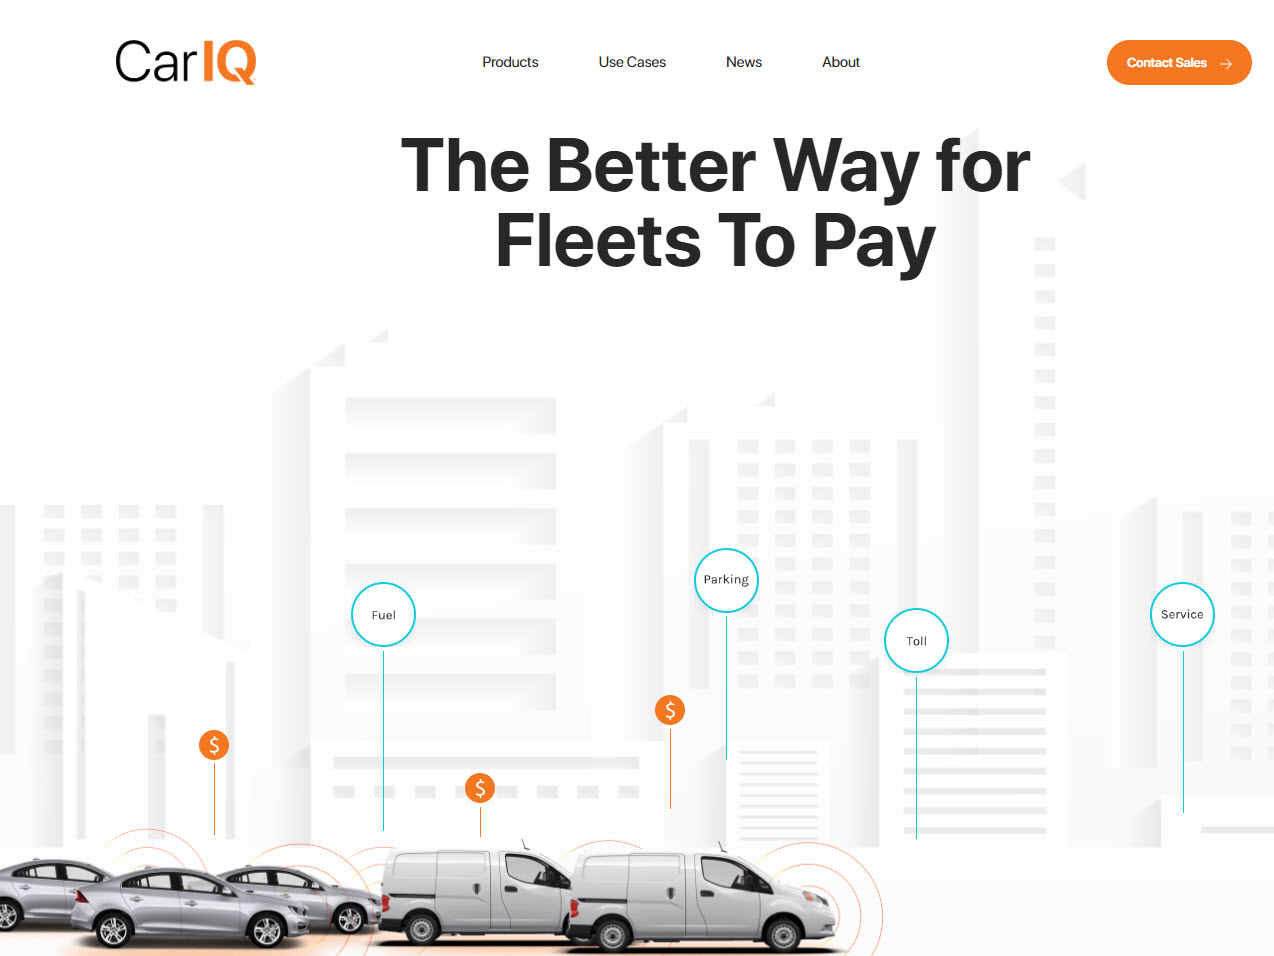 CarIQ
Products
Use Cases
News
About
Contact Sales
The Better Way for
Fleets To Pay
Parking
Fuel
Service
Toll
$
$
$